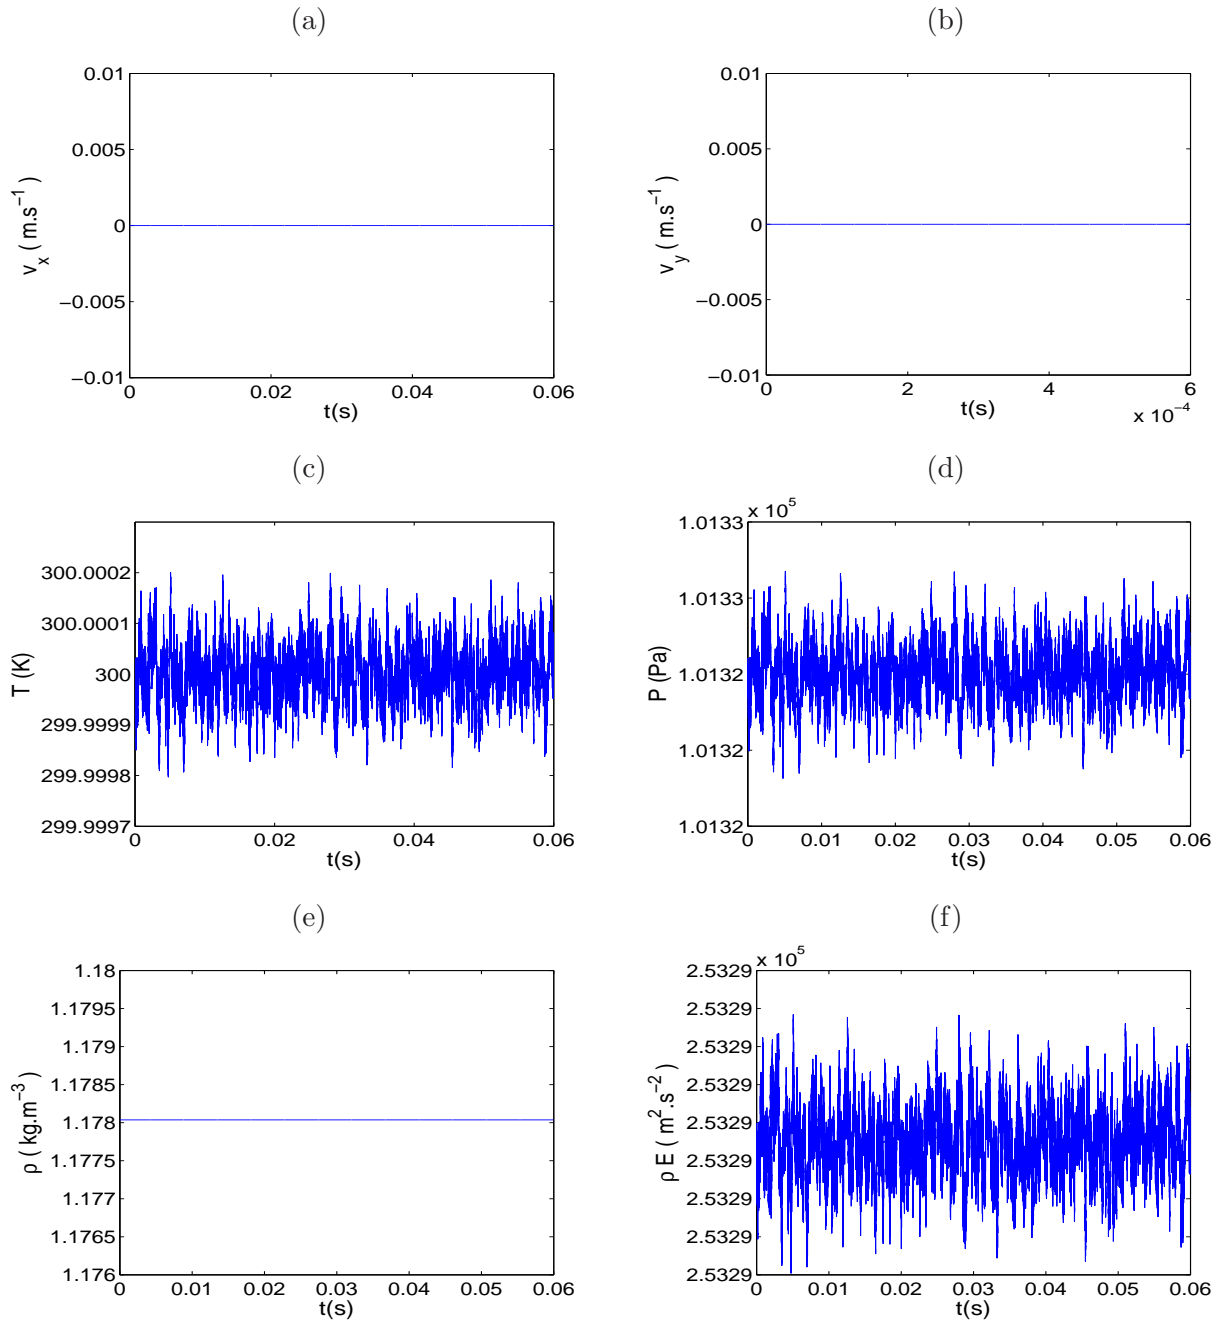 (a)
0.01
0.005
0
−0.005
−0.01
v_x ( m.s⁻¹ )
0 0.02 0.04 0.06
t(s)
(b)
0.01
0.005
0
−0.005
−0.01
v_y ( m.s⁻¹ )
0 2 4 6
t(s)
x 10⁻⁴
(c)
300.0002
300.0001
300
299.9999
299.9998
299.9997
T (K)
0 0.02 0.04 0.06
t(s)
(d)
x 10⁵
1.0133
1.0133
1.0132
1.0132
1.0132
P (Pa)
0 0.01 0.02 0.03 0.04 0.05 0.06
t(s)
(e)
1.18
1.1795
1.179
1.1785
1.178
1.1775
1.177
1.1765
1.176
ρ ( kg.m⁻³ )
0 0.01 0.02 0.03 0.04 0.05 0.06
t(s)
(f)
x 10⁵
2.5329
2.5329
2.5329
2.5329
2.5329
2.5329
2.5329
2.5329
2.5329
ρ E ( m².s⁻² )
0 0.01 0.02 0.03 0.04 0.05 0.06
t(s)